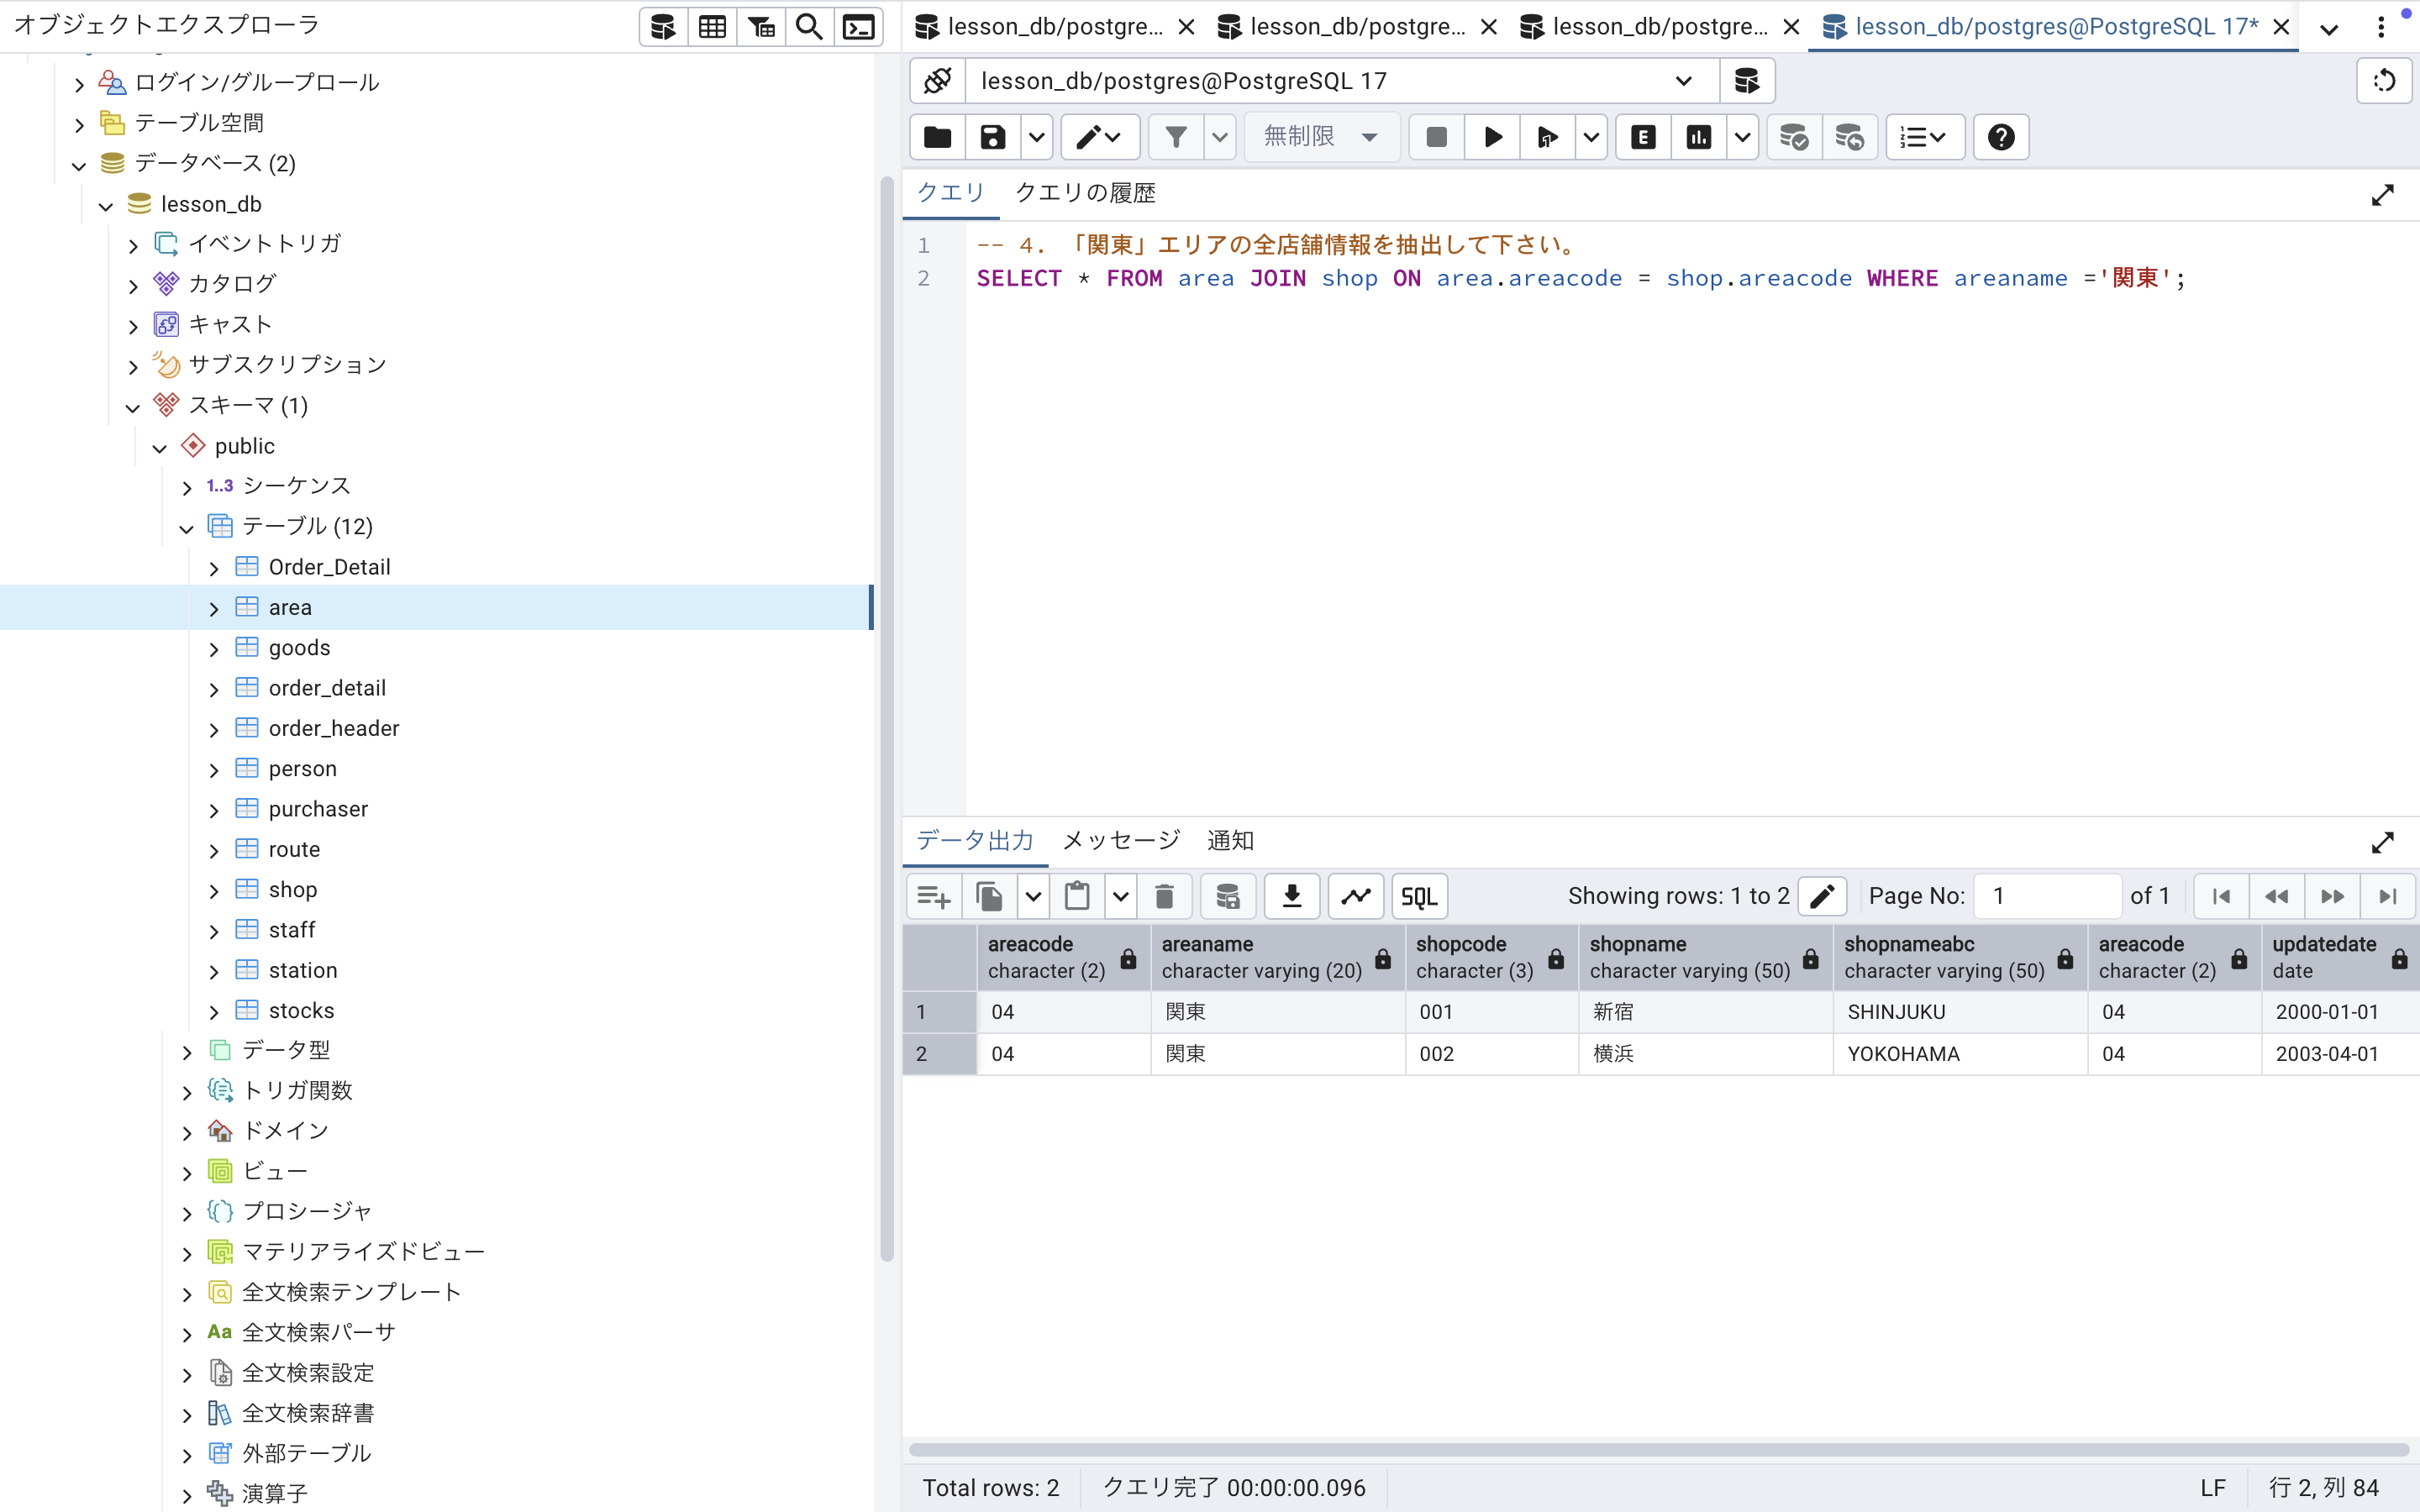 オブジェクトエクスプローラ
ログイン/グループロール
テーブル空間
データベース (2)
lesson_db
イベントトリガ
カタログ
キャスト
サブスクリプション
スキーマ (1)
public
1..3 シーケンス
テーブル (12)
Order_Detail
area
goods
order_detail
order_header
person
purchaser
route
shop
staff
station
stocks
データ型
トリガ関数
ドメイン
ビュー
プロシージャ
マテリアライズドビュー
全文検索テンプレート
Aa 全文検索パーサ
全文検索設定
全文検索辞書
外部テーブル
演算子
lesson_db/postgre... lesson_db/postgre... lesson_db/postgre... lesson_db/postgres@PostgreSQL 17*
lesson_db/postgres@PostgreSQL 17
無制限 E
クエリ クエリの履歴
1 -- 4. 「関東」エリアの全店舗情報を抽出して下さい。
2 SELECT * FROM area JOIN shop ON area.areacode = shop.areacode WHERE areaname ='関東';
データ出力 メッセージ 通知
SQL Showing rows: 1 to 2 Page No: 1 of 1
areacode areaname shopcode shopname shopnameabc areacode updatedate
character (2) character varying (20) character (3) character varying (50) character varying (50) character (2) date
1 04 関東 001 新宿 SHINJUKU 04 2000-01-01
2 04 関東 002 横浜 YOKOHAMA 04 2003-04-01
Total rows: 2 クエリ完了 00:00:00.096 LF 行 2, 列 84